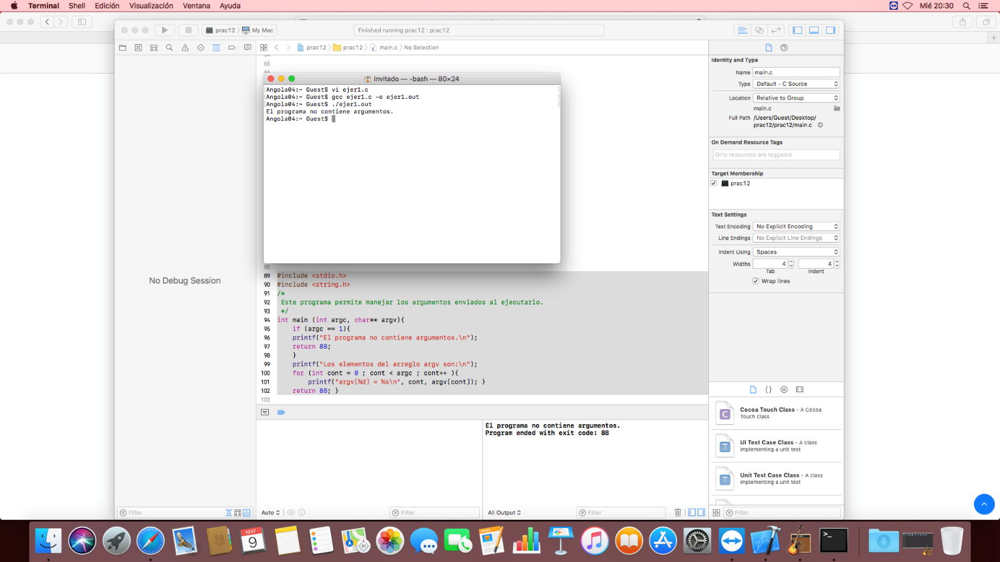 Terminal Shell Edición Visualización Ventana Ayuda Mié 20:30
prac12 My Mac Finished running prac12 : prac12
prac12 prac12 main.c No Selection
65
66
Invitado — -bash — 80×24
[Angola04:~ Guest$ vi ejer1.c ]
[Angola04:~ Guest$ gcc ejer1.c -o ejer1.out ]
[Angola04:~ Guest$ ./ejer1.out ]
El programa no contiene argumentos.
Angola04:~ Guest$
No Debug Session
88
89 #include <stdio.h>
90 #include <string.h>
91 /*
92 Este programa permite manejar los argumentos enviados al ejecutarlo.
93 */
94 int main (int argc, char** argv){
95 if (argc == 1){
96 printf("El programa no contiene argumentos.\n");
97 return 88;
98 }
99 printf("Los elementos del arreglo argv son:\n");
100 for (int cont = 0 ; cont < argc ; cont++ ){
101 printf("argv[%d] = %s\n", cont, argv[cont]); }
102 return 88; }
103
El programa no contiene argumentos.
Program ended with exit code: 88
Filter
Auto
Filter
All Output
Filter
Identity and Type
Name main.c
Type Default - C Source
Location Relative to Group
main.c
Full Path /Users/Guest/Desktop/
prac12/prac12/main.c
On Demand Resource Tags
Only resources are taggable
Target Membership
prac12
Text Settings
Text Encoding No Explicit Encoding
Line Endings No Explicit Line Endings
Indent Using Spaces
Widths 4 4
Tab Indent
Wrap lines
{}
C
Cocoa Touch Class - A Cocoa
Touch class
T
UI Test Case Class - A class
implementing a unit test
T
Unit Test Case Class - A class
implementing a unit test
Filter
MAY
9